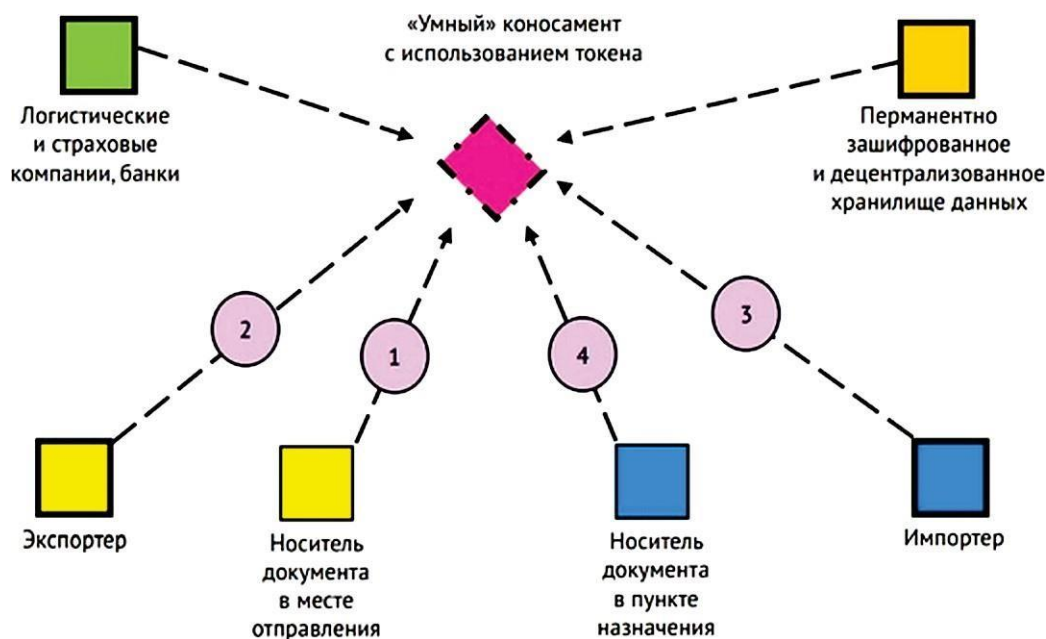 «Умный» коносамент
с использованием токена
Логистические
и страховые
компании, банки
Перманентно
зашифрованное
и децентрализованное
хранилище данных
2
1
4
3
Экспортер
Носитель
документа
в месте
отправления
Носитель
документа
в пункте
назначения
Импортер